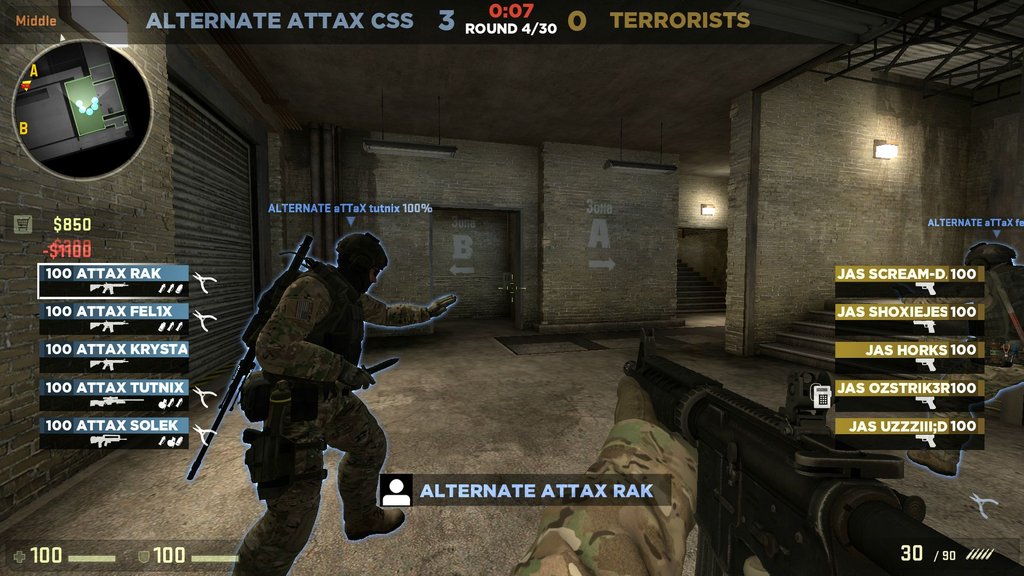 Middle
ALTERNATE ATTAX CSS 3 0:07 0 TERRORISTS
ROUND 4/30
A
B
$850
-$1100
ALTERNATE aTTaX tutnix 100%
ALTERNATE aTTaX fe
Зона
B
Зона
A
100 ATTAX RAK
100 ATTAX FEL1X
100 ATTAX KRYSTA
100 ATTAX TUTNIX
100 ATTAX SOLEK
JAS SCREAM-D. 100
JAS SHOXIEJES 100
JAS HORKS 100
JAS OZSTRIK3R 100
JAS UZZZIII;D 100
ALTERNATE ATTAX RAK
100
100
30 / 90